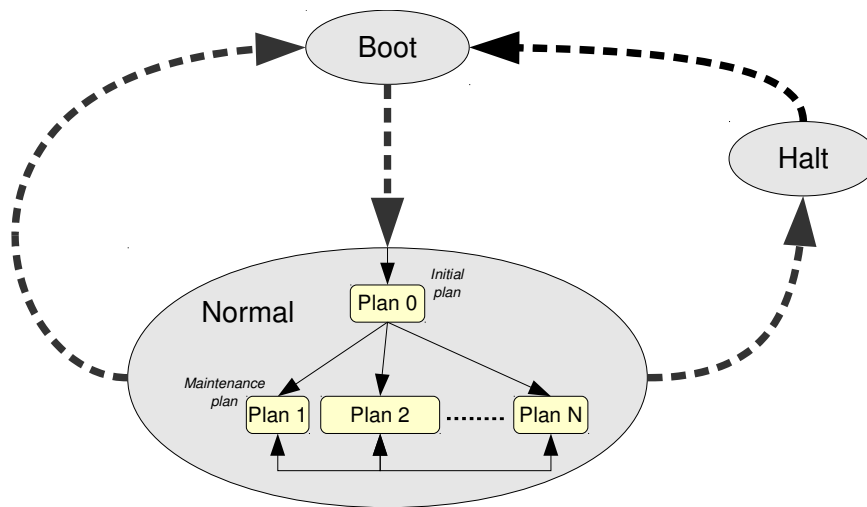 Boot
Halt
Normal
Initial
plan
Plan 0
Maintenance
plan
Plan 1
Plan 2
Plan N